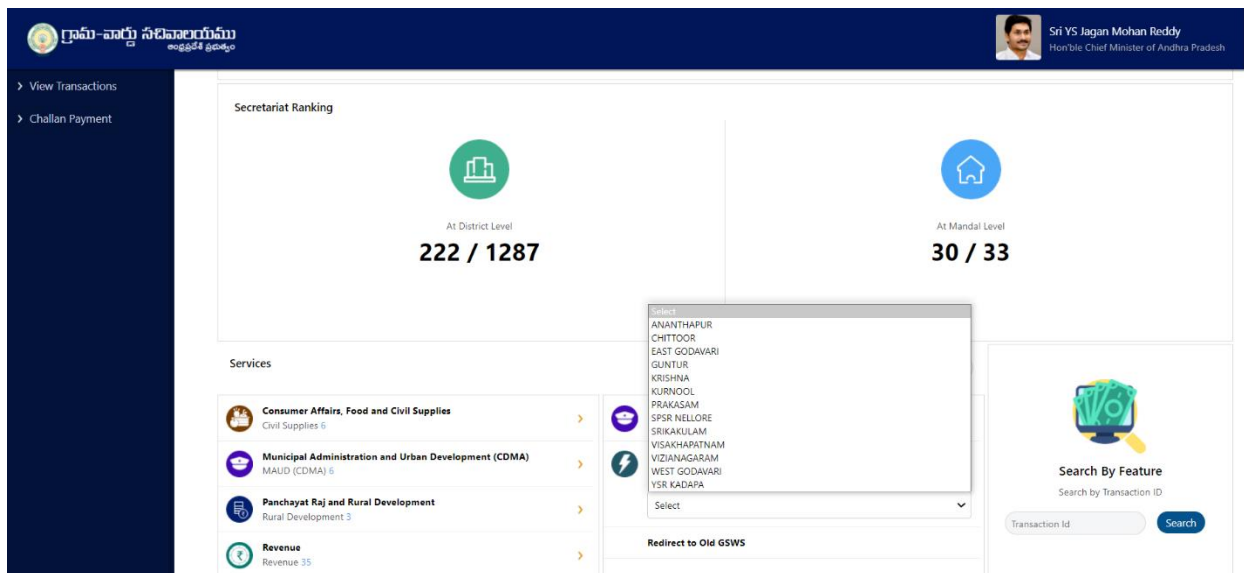 గ్రామ-వార్డు సచివాలయము
ఆంధ్రప్రదేశ్ ప్రభుత్వం
Sri YS Jagan Mohan Reddy
Hon'ble Chief Minister of Andhra Pradesh
View Transactions
Challan Payment
Secretariat Ranking
At District Level
222 / 1287
At Mandal Level
30 / 33
Services
Consumer Affairs, Food and Civil Supplies
Civil Supplies 6
Municipal Administration and Urban Development (CDMA)
MAUD (CDMA) 6
Panchayat Raj and Rural Development
Rural Development 3
Revenue
Revenue 35
Select
ANANTHAPUR
CHITTOOR
EAST GODAVARI
GUNTUR
KRISHNA
KURNOOL
PRAKASAM
SPSR NELLORE
SRIKAKULAM
VISAKHAPATNAM
VIZIANAGARAM
WEST GODAVARI
YSR KADAPA
Select
Redirect to Old GSWS
Search By Feature
Search by Transaction ID
Transaction Id
Search